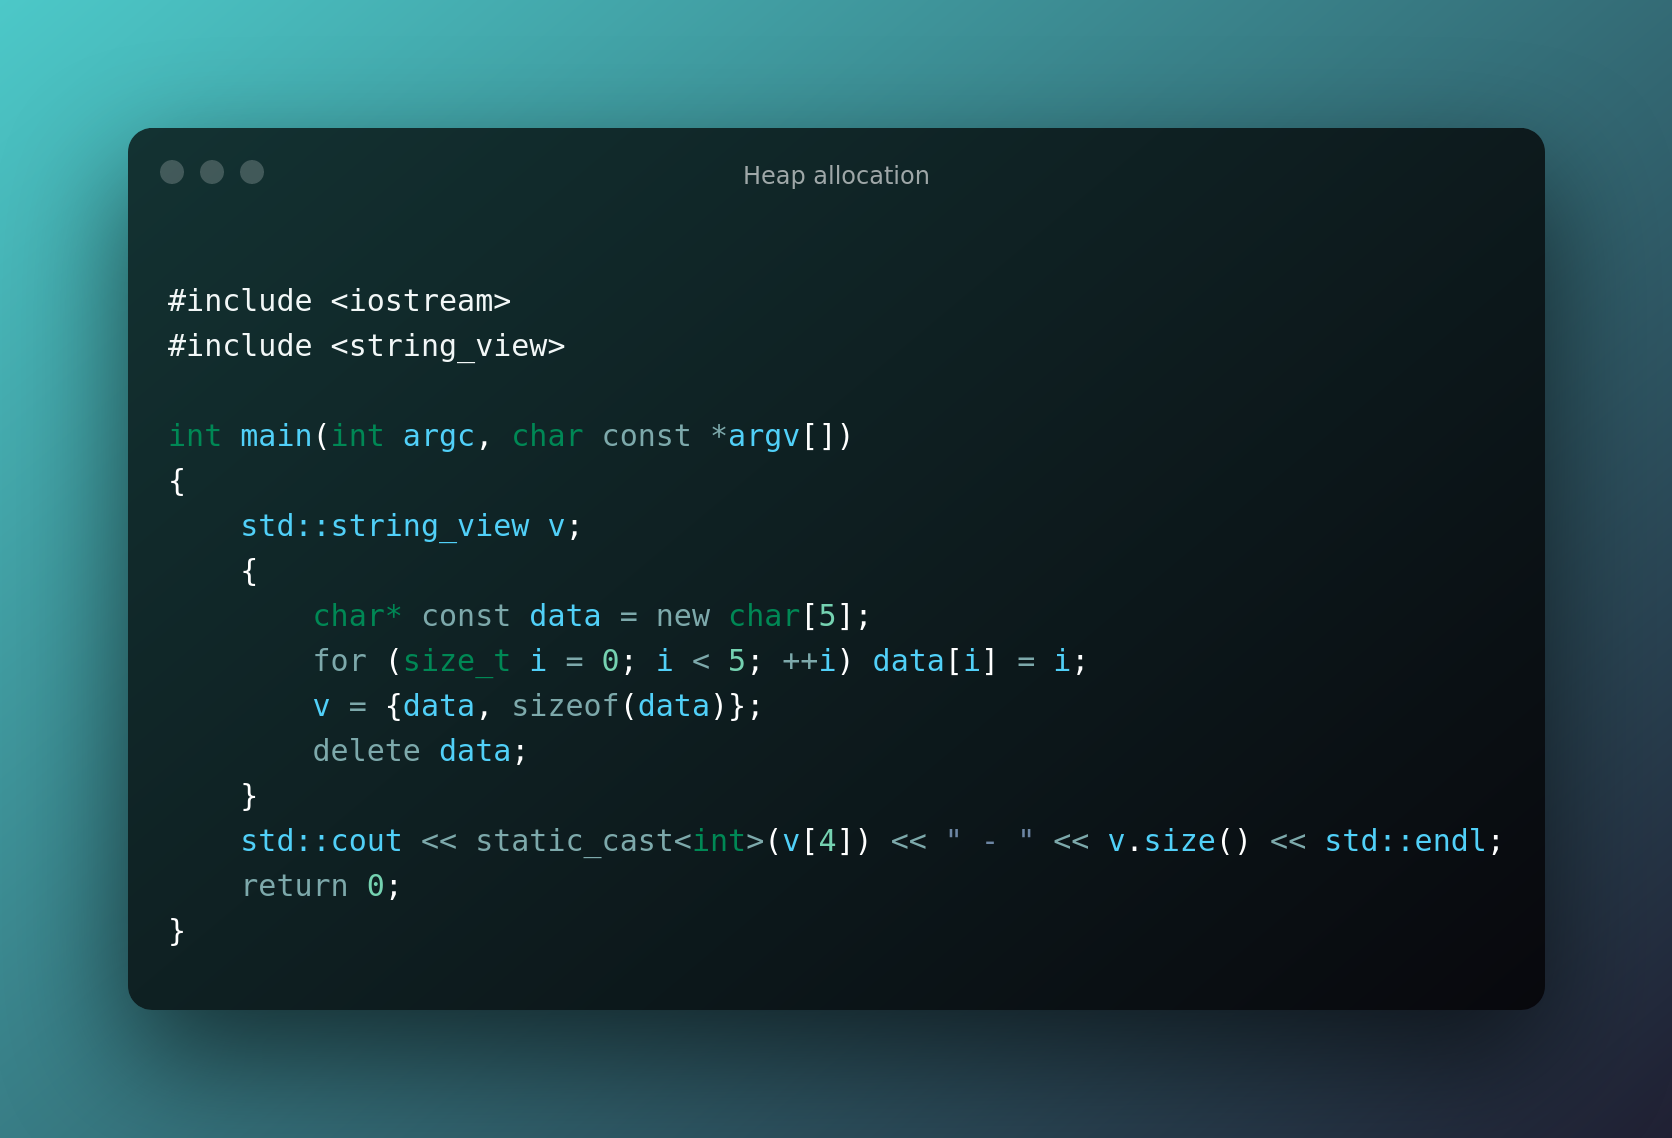 Heap allocation
#include <iostream>
#include <string_view>
int main(int argc, char const *argv[])
{
    std::string_view v;
    {
        char* const data = new char[5];
        for (size_t i = 0; i < 5; ++i) data[i] = i;
        v = {data, sizeof(data)};
        delete data;
    }
    std::cout << static_cast<int>(v[4]) << " - " << v.size() << std::endl;
    return 0;
}